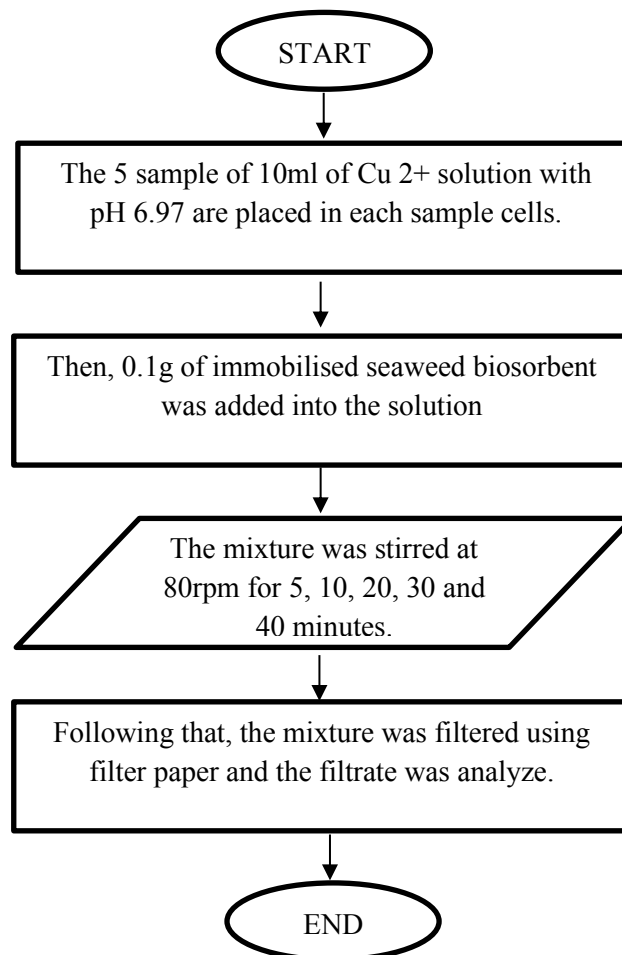 START
The 5 sample of 10ml of Cu 2+ solution with
pH 6.97 are placed in each sample cells.
Then, 0.1g of immobilised seaweed biosorbent
was added into the solution
The mixture was stirred at
80rpm for 5, 10, 20, 30 and
40 minutes.
Following that, the mixture was filtered using
filter paper and the filtrate was analyze.
END